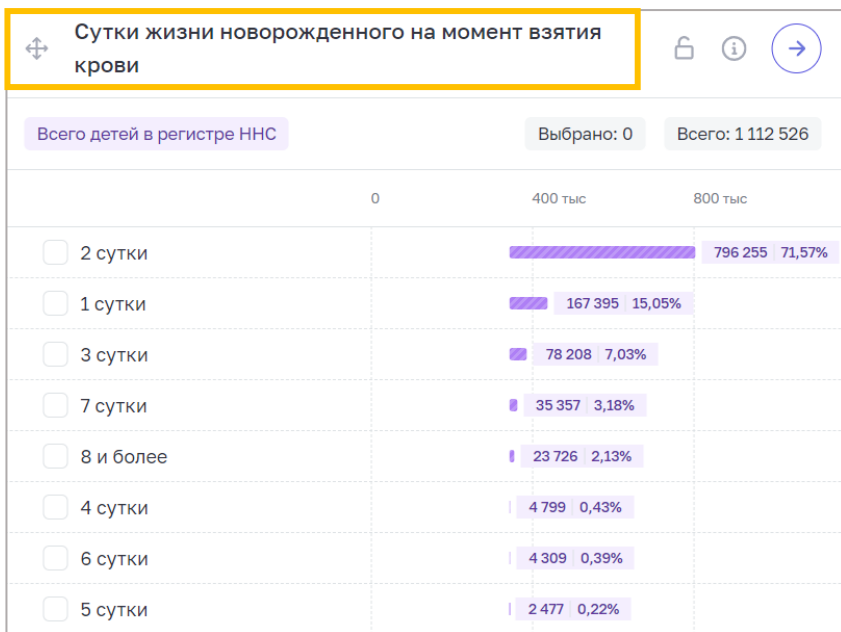 Сутки жизни новорожденного на момент взятия
крови
Всего детей в регистре ННС Выбрано: 0 Всего: 1 112 526
0 400 тыс 800 тыс
2 сутки 796 255 71,57%
1 сутки 167 395 15,05%
3 сутки 78 208 7,03%
7 сутки 35 357 3,18%
8 и более 23 726 2,13%
4 сутки 4 799 0,43%
6 сутки 4 309 0,39%
5 сутки 2 477 0,22%